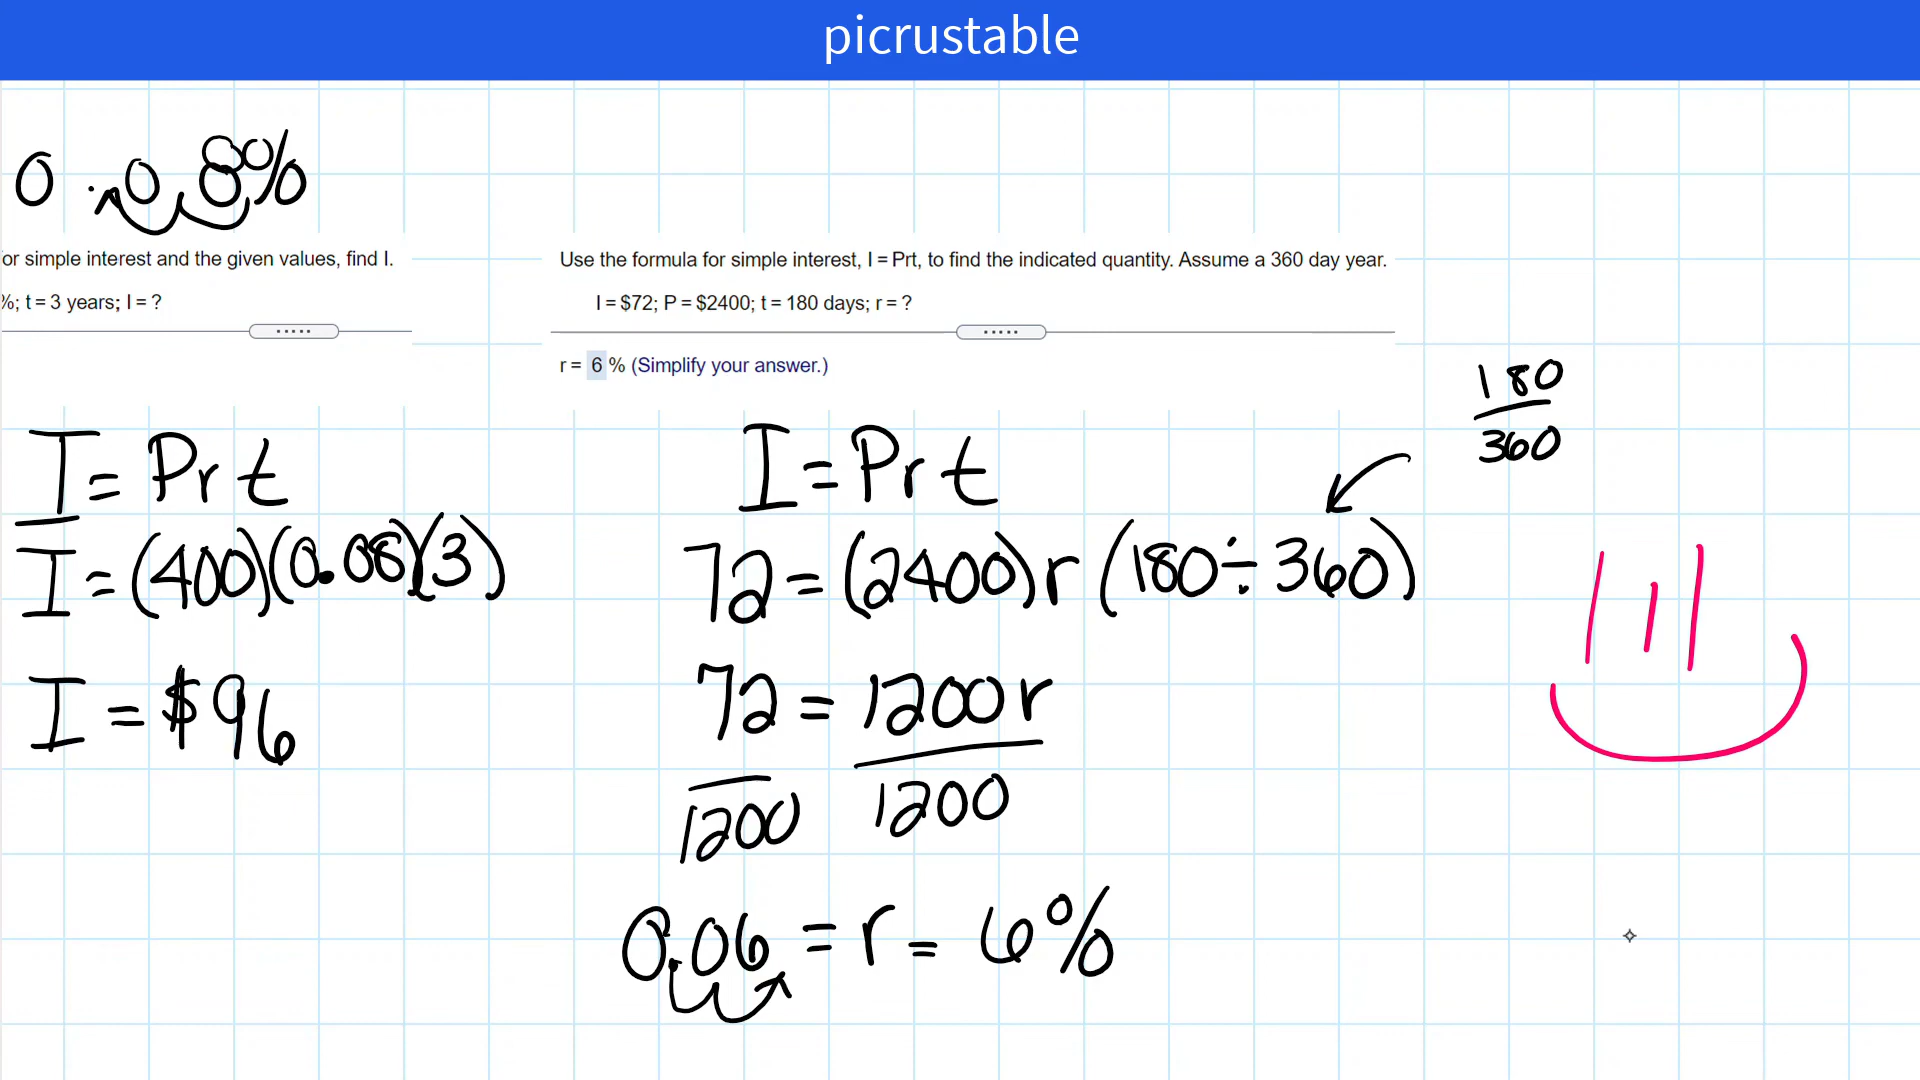 picrustable
0.08%
or simple interest and the given values, find I.
%; t = 3 years; I = ?
I = Prt
I = (400)(0.08)(3)
I = $96
Use the formula for simple interest, I = Prt, to find the indicated quantity. Assume a 360 day year.
I = $72; P = $2400; t = 180 days; r = ?
r = 6 % (Simplify your answer.)
180
360
I = Prt
72 = (2400) r (180 ÷ 360)
72 = 1200r
1200 1200
0.06 = r = 6%